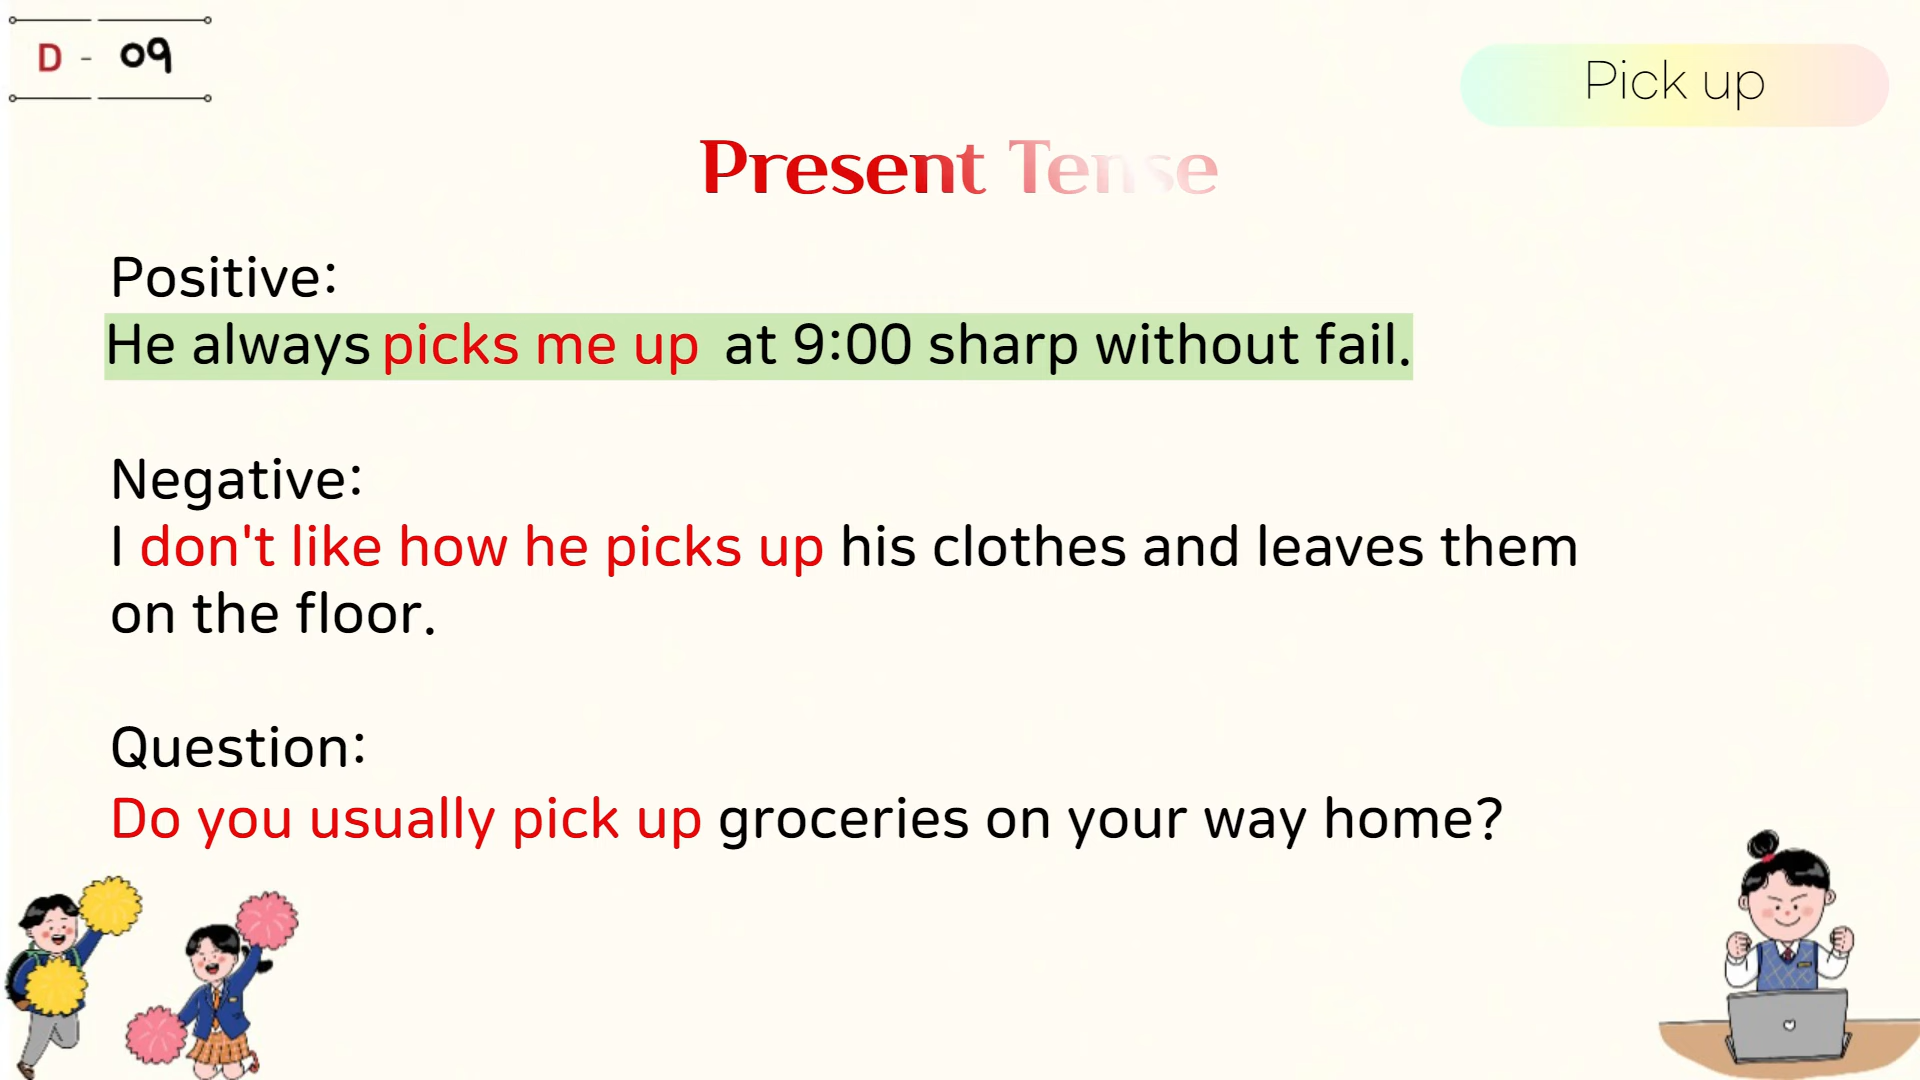 D - 09
Pick up
Present Tense
Positive:
He always picks me up at 9:00 sharp without fail.
Negative:
I don't like how he picks up his clothes and leaves them
on the floor.
Question:
Do you usually pick up groceries on your way home?